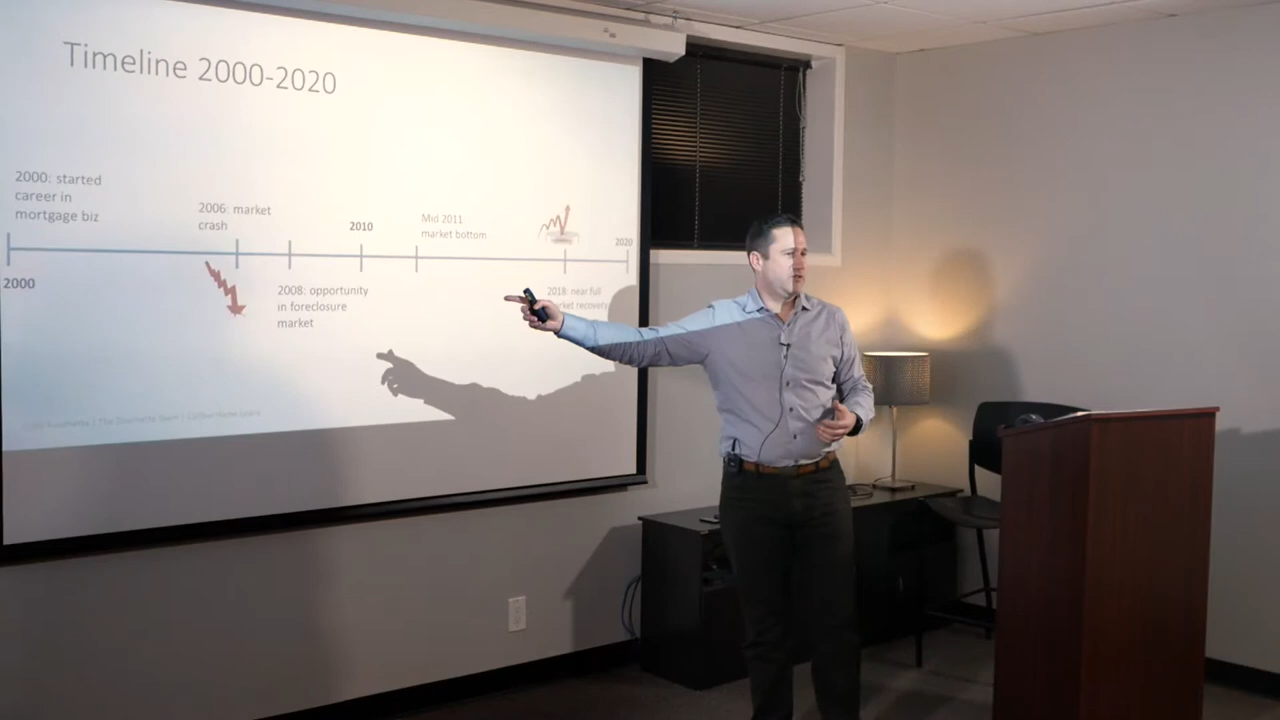 Timeline 2000-2020
2000: started
career in
mortgage biz
2006: market
crash
2010
Mid 2011
market bottom
2020
2000
2008: opportunity
in foreclosure
market
2018: near full
market recovery